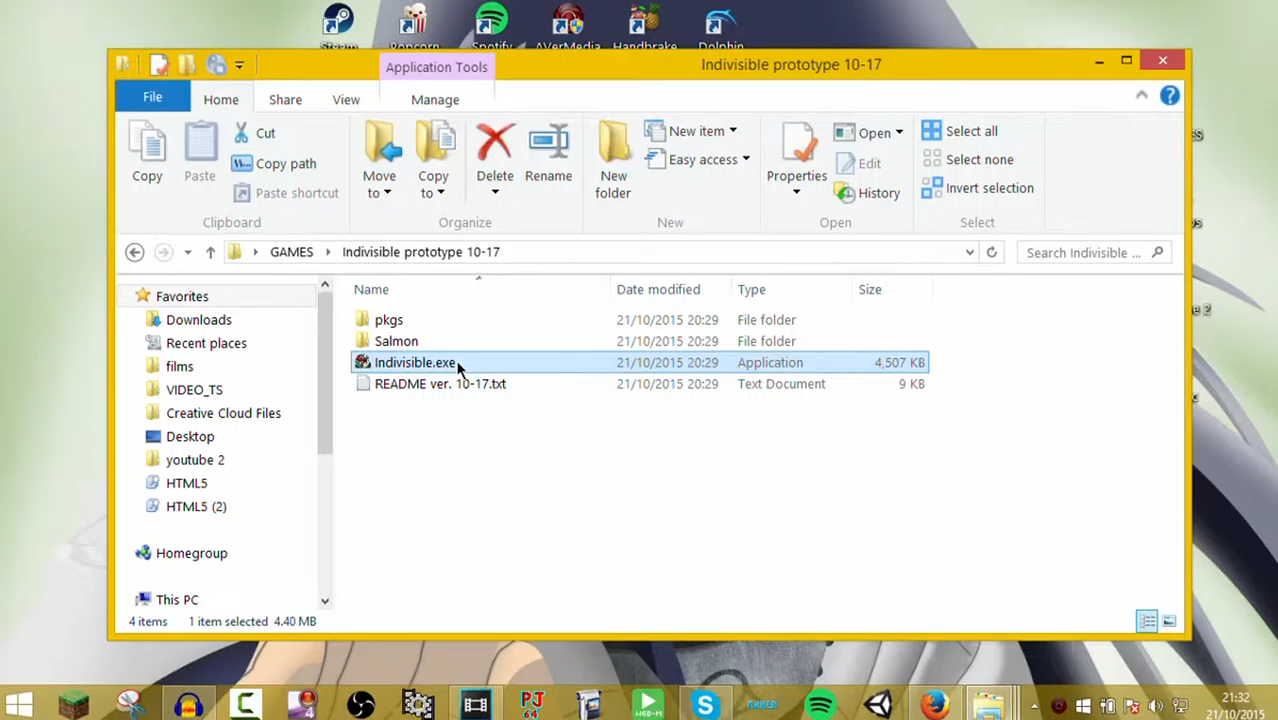 Steam Popcorn Spotify AVerMedia Handbrake Dolphin
Application Tools Indivisible prototype 10-17
File Home Share View Manage
Copy Paste Cut Copy path Paste shortcut
Clipboard
Move to Copy to Delete Rename
Organize
New folder New item Easy access
New
Properties Open Edit History
Open
Select all Select none Invert selection
Select
GAMES Indivisible prototype 10-17 Search Indivisible ...
Name Date modified Type Size
pkgs 21/10/2015 20:29 File folder
Salmon 21/10/2015 20:29 File folder
Indivisible.exe 21/10/2015 20:29 Application 4,507 KB
README ver. 10-17.txt 21/10/2015 20:29 Text Document 9 KB
Favorites
Downloads
Recent places
films
VIDEO_TS
Creative Cloud Files
Desktop
youtube 2
HTML5
HTML5 (2)
Homegroup
This PC
4 items 1 item selected 4.40 MB
PJ 64
WEB-M
21:32
21/10/2015